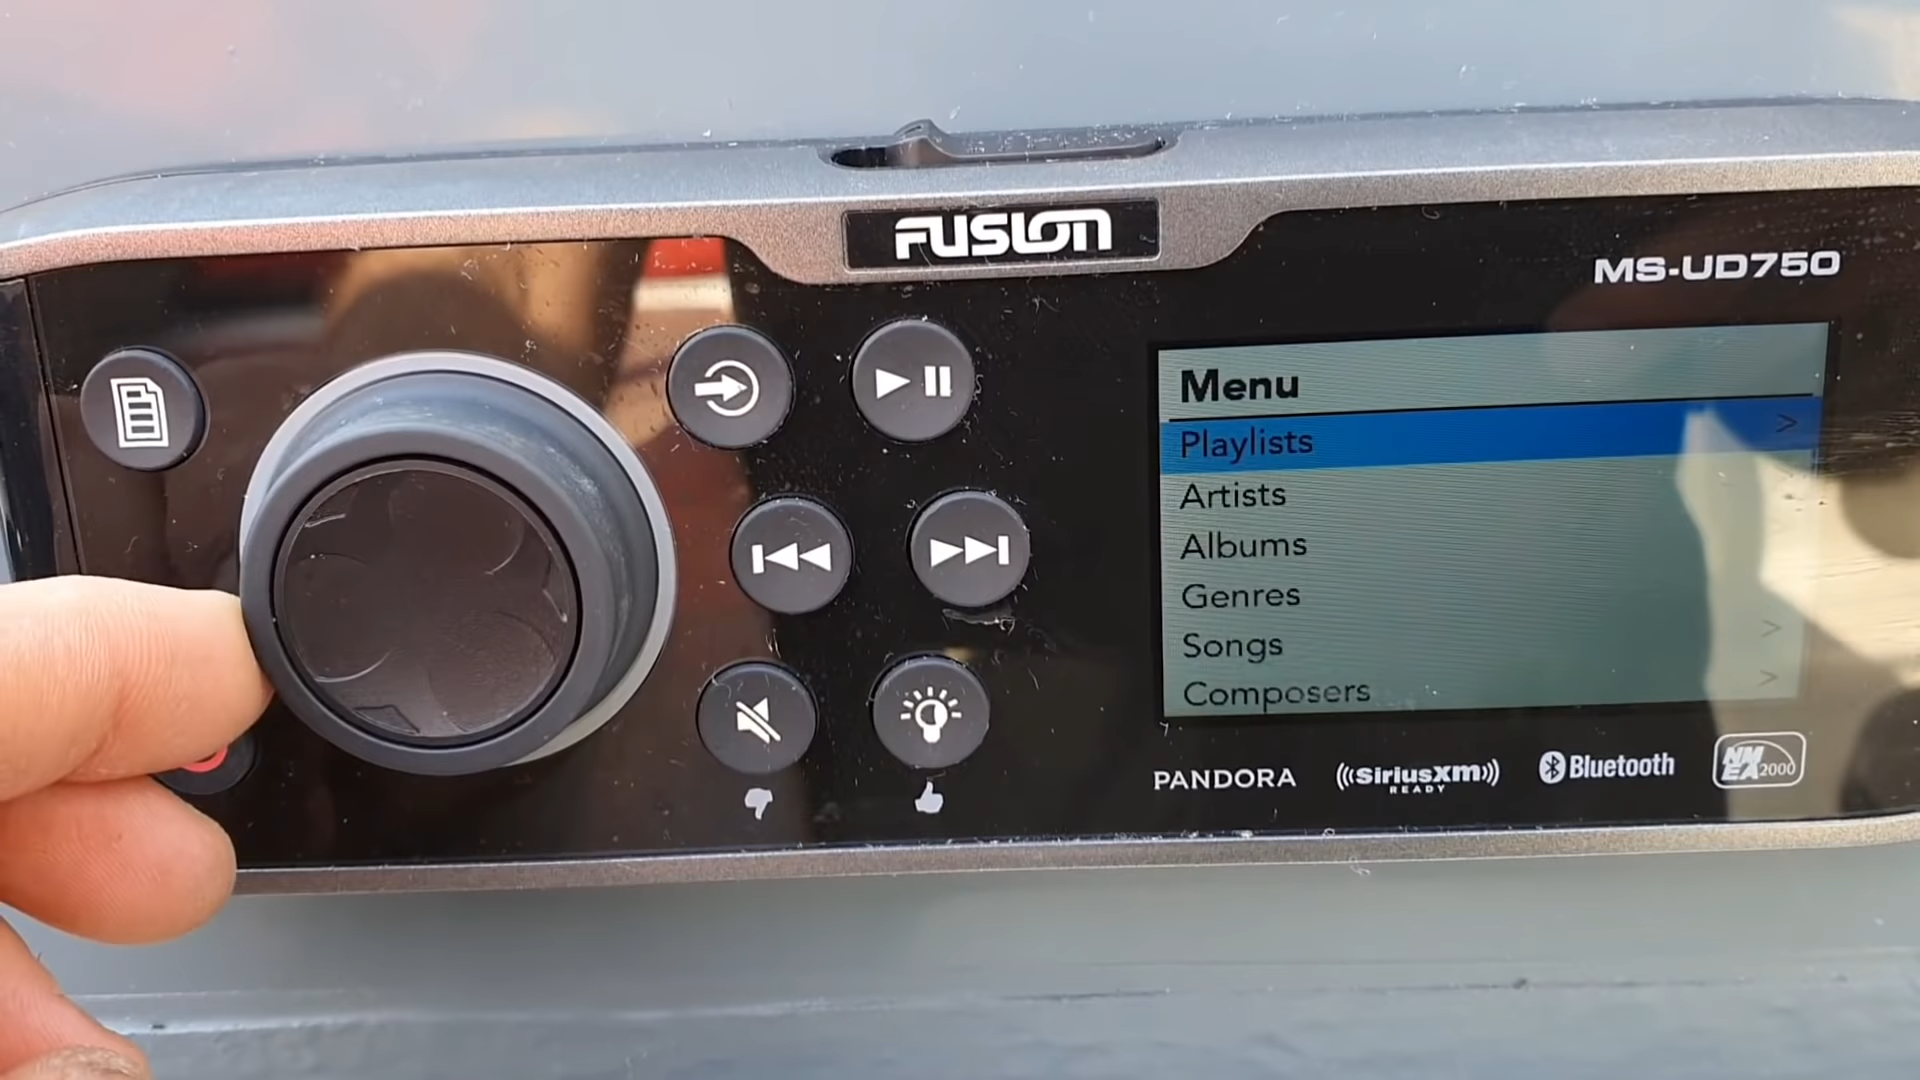 FUSION
MS-UD750
Menu
Playlists >
Artists
Albums
Genres
Songs >
Composers >
PANDORA
((SiriusXM))
READY
Bluetooth
NMEA 2000